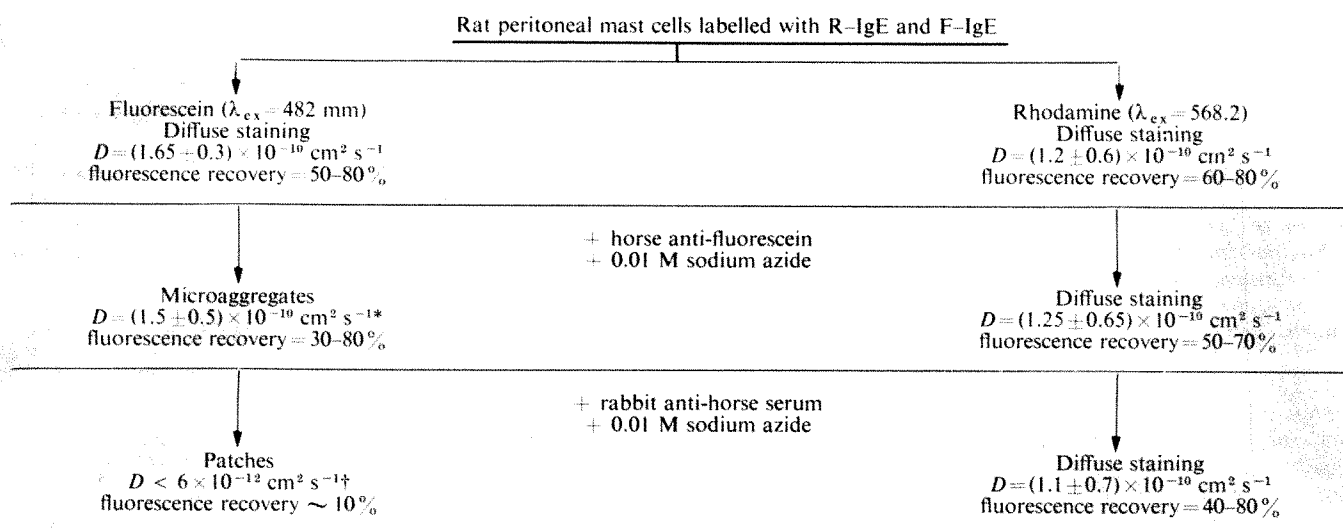 Rat peritoneal mast cells labelled with R–IgE and F–IgE
Fluorescein (λex = 482 mm)
Diffuse staining
D = (1.65 ± 0.3) × 10⁻¹⁰ cm² s⁻¹
fluorescence recovery = 50–80%
Rhodamine (λex = 568.2)
Diffuse staining
D = (1.2 ± 0.6) × 10⁻¹⁰ cm² s⁻¹
fluorescence recovery = 60–80%
+ horse anti-fluorescein
+ 0.01 M sodium azide
Microaggregates
D = (1.5 ± 0.5) × 10⁻¹⁰ cm² s⁻¹*
fluorescence recovery = 30–80%
Diffuse staining
D = (1.25 ± 0.65) × 10⁻¹⁰ cm² s⁻¹
fluorescence recovery = 50–70%
+ rabbit anti-horse serum
+ 0.01 M sodium azide
Patches
D < 6 × 10⁻¹² cm² s⁻¹†
fluorescence recovery ~ 10%
Diffuse staining
D = (1.1 ± 0.7) × 10⁻¹⁰ cm² s⁻¹
fluorescence recovery = 40–80%